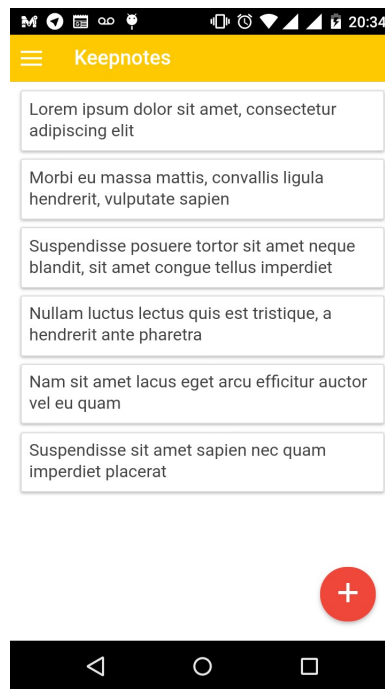 20:34
Keepnotes
Lorem ipsum dolor sit amet, consectetur
adipiscing elit
Morbi eu massa mattis, convallis ligula
hendrerit, vulputate sapien
Suspendisse posuere tortor sit amet neque
blandit, sit amet congue tellus imperdiet
Nullam luctus lectus quis est tristique, a
hendrerit ante pharetra
Nam sit amet lacus eget arcu efficitur auctor
vel eu quam
Suspendisse sit amet sapien nec quam
imperdiet placerat